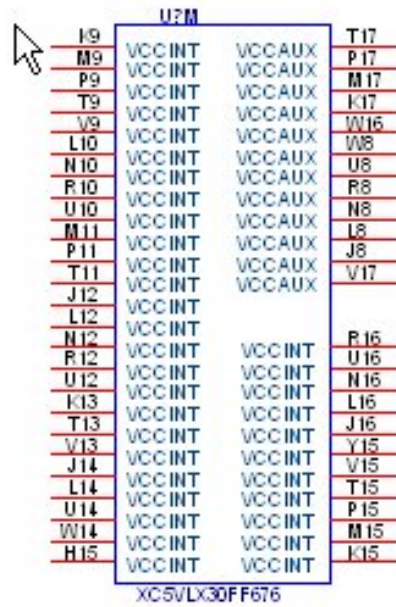 U?M
K9 VCCINT VCCAUX T17
M9 VCCINT VCCAUX P17
P9 VCCINT VCCAUX M17
T9 VCCINT VCCAUX K17
V9 VCCINT VCCAUX W16
L10 VCCINT VCCAUX W8
N10 VCCINT VCCAUX U8
R10 VCCINT VCCAUX R8
U10 VCCINT VCCAUX N8
M11 VCCINT VCCAUX L8
P11 VCCINT VCCAUX J8
T11 VCCINT VCCAUX V17
J12 VCCINT
L12 VCCINT
N12 VCCINT VCCINT R16
R12 VCCINT VCCINT U16
U12 VCCINT VCCINT N16
K13 VCCINT VCCINT L16
T13 VCCINT VCCINT J16
V13 VCCINT VCCINT Y15
J14 VCCINT VCCINT V15
L14 VCCINT VCCINT T15
U14 VCCINT VCCINT P15
W14 VCCINT VCCINT M15
H15 VCCINT VCCINT K15
XC5VLX30FF676